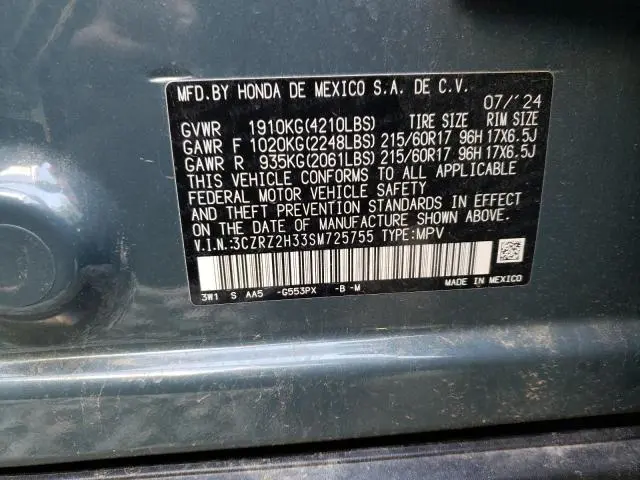 MFD.BY HONDA DE MEXICO S.A. DE C.V.
07/'24
GVWR 1910KG(4210LBS) TIRE SIZE RIM SIZE
GAWR F 1020KG(2248LBS) 215/60R17 96H 17X6.5J
GAWR R 935KG(2061LBS) 215/60R17 96H 17X6.5J
THIS VEHICLE CONFORMS TO ALL APPLICABLE
FEDERAL MOTOR VEHICLE SAFETY
AND THEFT PREVENTION STANDARDS IN EFFECT
ON THE DATE OF MANUFACTURE SHOWN ABOVE.
V.I.N.:3CZRZ2H33SM725755 TYPE:MPV
3W1 S AA5 -G553PX -B -M
MADE IN MEXICO